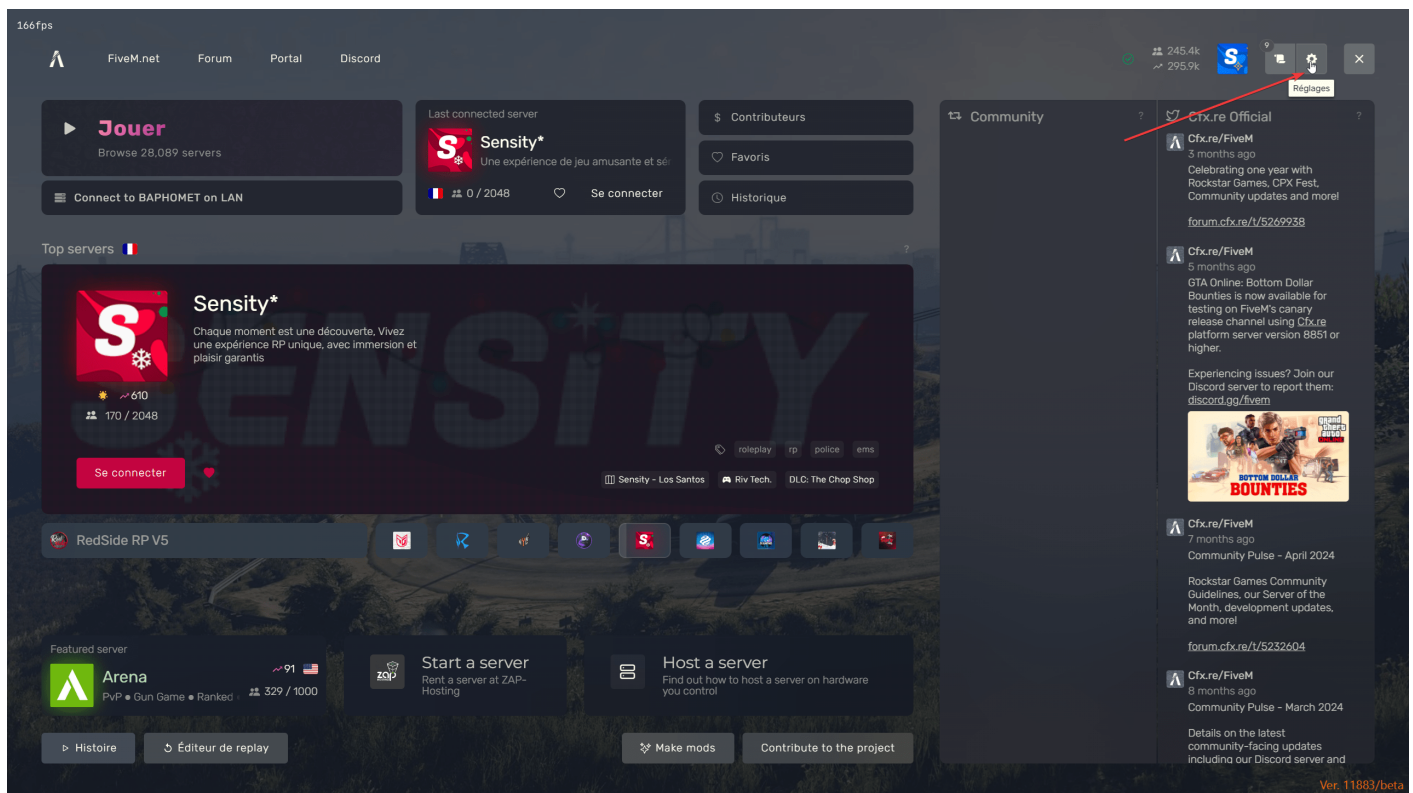 166fps
FiveM.net
Forum
Portal
Discord
245.4k
295.9k
9
Réglages
Jouer
Browse 28,089 servers
Connect to BAPHOMET on LAN
Last connected server
Sensity*
Une expérience de jeu amusante et sér
0 / 2048
Se connecter
$ Contributeurs
Favoris
Historique
Top servers
?
SENSITY
Sensity*
Chaque moment est une découverte, Vivez
une expérience RP unique, avec immersion et
plaisir garantis
610
170 / 2048
Se connecter
roleplay
rp
police
ems
Sensity - Los Santos
Riv Tech.
DLC: The Chop Shop
RedSide RP V5
Featured server
Arena
PvP ● Gun Game ● Ranked
91
329 / 1000
zap
Start a server
Rent a server at ZAP-
Hosting
Host a server
Find out how to host a server on hardware
you control
Histoire
Éditeur de replay
Make mods
Contribute to the project
Community
?
Cfx.re Official
?
Cfx.re/FiveM
3 months ago
Celebrating one year with
Rockstar Games, CPX Fest,
Community updates and more!
forum.cfx.re/t/5269938
Cfx.re/FiveM
5 months ago
GTA Online: Bottom Dollar
Bounties is now available for
testing on FiveM's canary
release channel using Cfx.re
platform server version 8851 or
higher.
Experiencing issues? Join our
Discord server to report them:
discord.gg/fivem
grand
theft
auto
ONLINE
BOTTOM DOLLAR
BOUNTIES
Cfx.re/FiveM
7 months ago
Community Pulse - April 2024
Rockstar Games Community
Guidelines, our Server of the
Month, development updates,
and more!
forum.cfx.re/t/5232604
Cfx.re/FiveM
8 months ago
Community Pulse - March 2024
Details on the latest
community-facing updates
including our Discord server and
Ver. 11883/beta